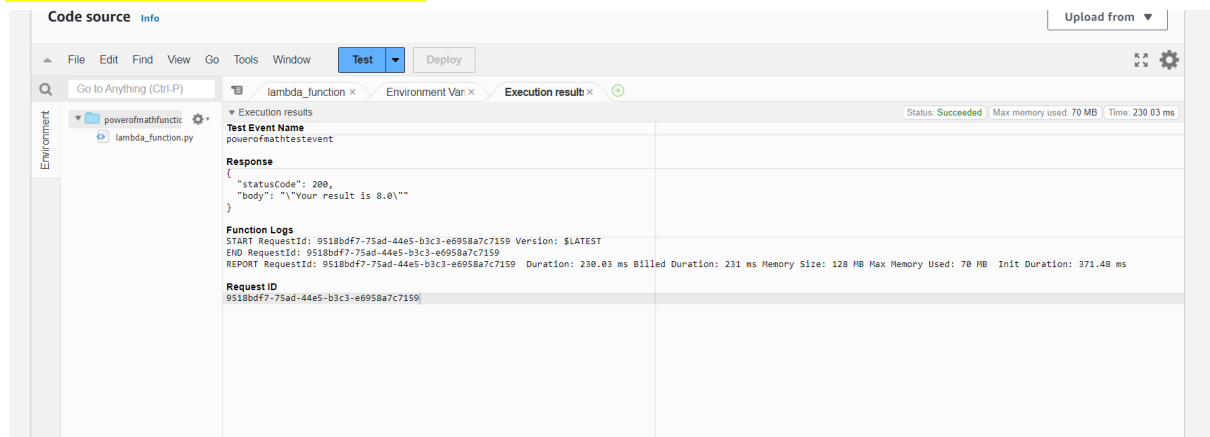 Code source Info
Upload from ▼
File Edit Find View Go Tools Window Test Deploy
Go to Anything (Ctrl-P)
lambda_function × Environment Vari × Execution results ×
Environment
powerofmathfunctic
lambda_function.py
▼ Execution results
Status: Succeeded Max memory used: 70 MB Time: 230.03 ms
Test Event Name
powerofmathtestevent
Response
{
"statusCode": 200,
"body": "\"Your result is 8.0\""
}
Function Logs
START RequestId: 9518bdf7-75ad-44e5-b3c3-e6958a7c7159 Version: $LATEST
END RequestId: 9518bdf7-75ad-44e5-b3c3-e6958a7c7159
REPORT RequestId: 9518bdf7-75ad-44e5-b3c3-e6958a7c7159 Duration: 230.03 ms Billed Duration: 231 ms Memory Size: 128 MB Max Memory Used: 70 MB Init Duration: 371.48 ms
Request ID
9518bdf7-75ad-44e5-b3c3-e6958a7c7159